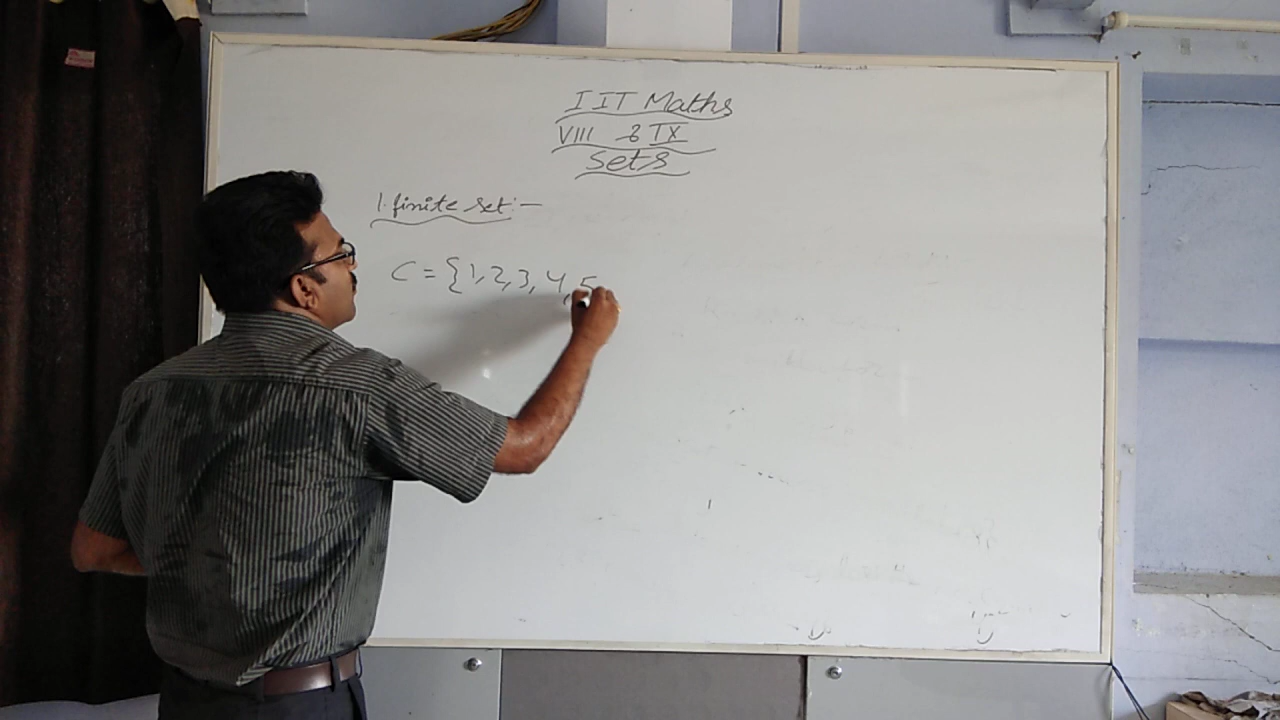 IIT Maths
VIII & IX
Sets
1. finite set :-
C = {1, 2, 3, 4, 5